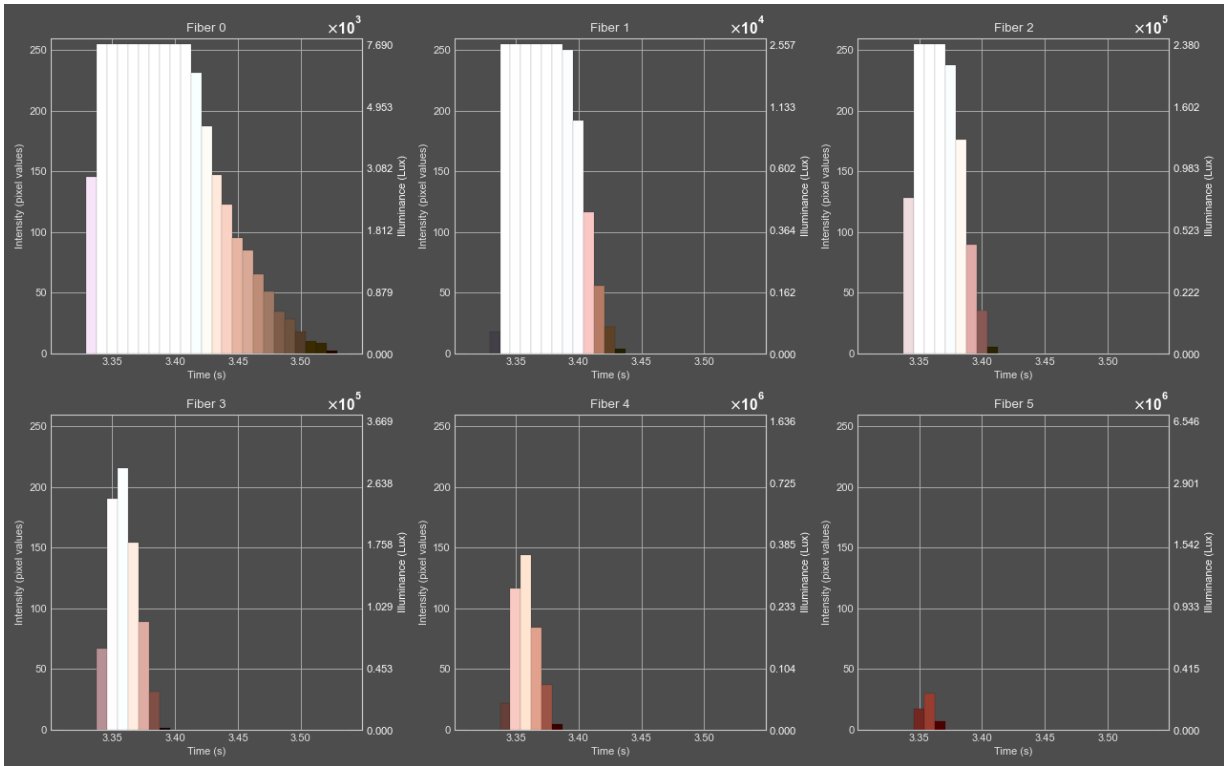 Fiber 0 ×10³
250
200
150
100
50
0
7.690
4.953
3.082
1.812
0.879
0.000
3.35 3.40 3.45 3.50
Time (s)
Intensity (pixel values)
Illuminance (Lux)
Fiber 1 ×10⁴
250
200
150
100
50
0
2.557
1.133
0.602
0.364
0.162
0.000
3.35 3.40 3.45 3.50
Time (s)
Intensity (pixel values)
Illuminance (Lux)
Fiber 2 ×10⁵
250
200
150
100
50
0
2.380
1.602
0.983
0.523
0.222
0.000
3.35 3.40 3.45 3.50
Time (s)
Intensity (pixel values)
Illuminance (Lux)
Fiber 3 ×10⁵
250
200
150
100
50
0
3.669
2.638
1.758
1.029
0.453
0.000
3.35 3.40 3.45 3.50
Time (s)
Intensity (pixel values)
Illuminance (Lux)
Fiber 4 ×10⁶
250
200
150
100
50
0
1.636
0.725
0.385
0.233
0.104
0.000
3.35 3.40 3.45 3.50
Time (s)
Intensity (pixel values)
Illuminance (Lux)
Fiber 5 ×10⁶
250
200
150
100
50
0
6.546
2.901
1.542
0.933
0.415
0.000
3.35 3.40 3.45 3.50
Time (s)
Intensity (pixel values)
Illuminance (Lux)